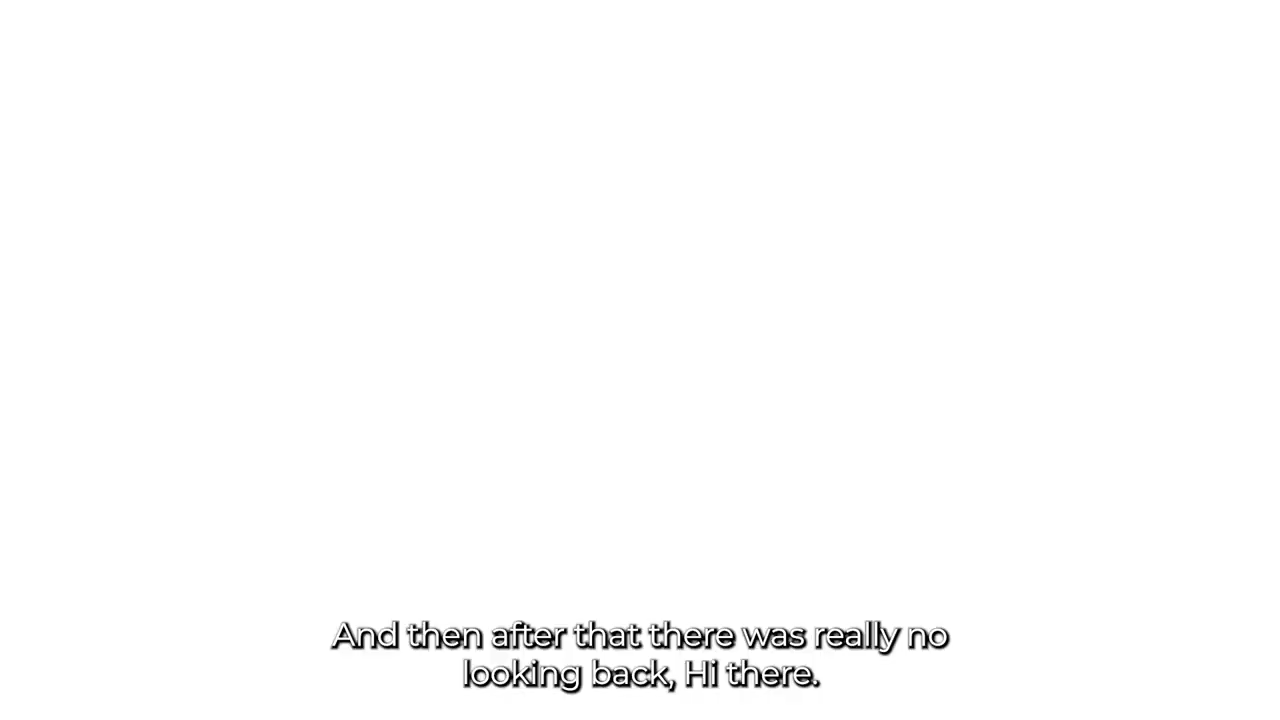 And then after that there was really no
looking back, Hi there.